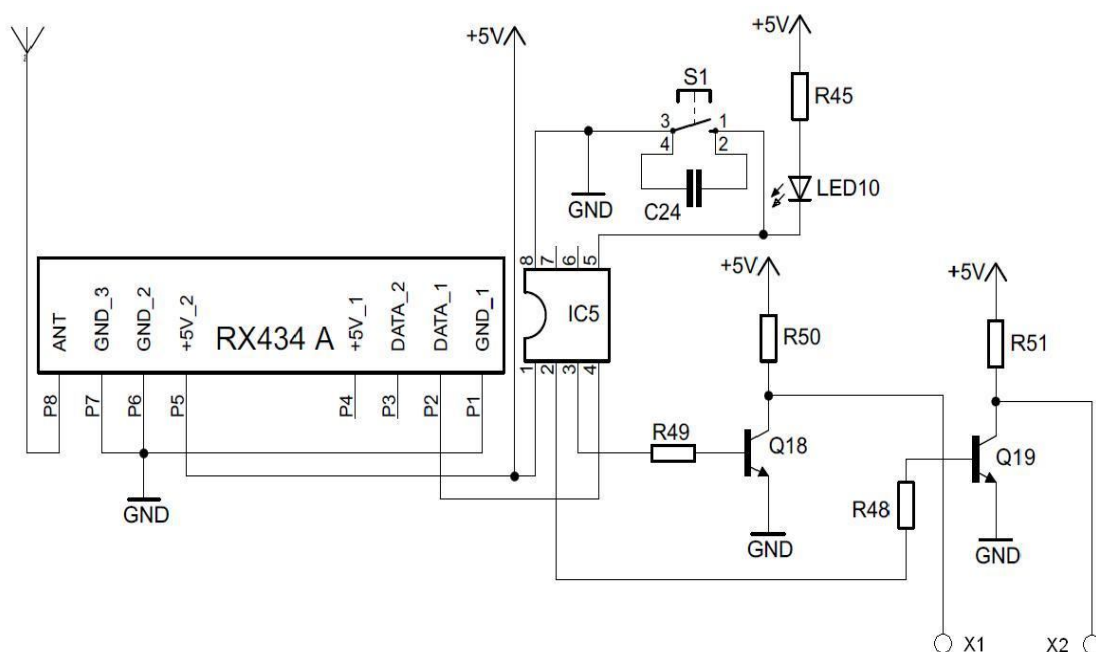 +5V
+5V
S1
R45
3 1
4 2
LED10
GND
C24
8 7 6 5
+5V
+5V
ANT
GND_3
GND_2
+5V_2
RX434 A
+5V_1
DATA_2
DATA_1
GND_1
IC5
R50
R51
1 2 3 4
P8
P7
P6
P5
P4
P3
P2
P1
R49
Q18
Q19
GND
R48
GND
GND
X1
X2